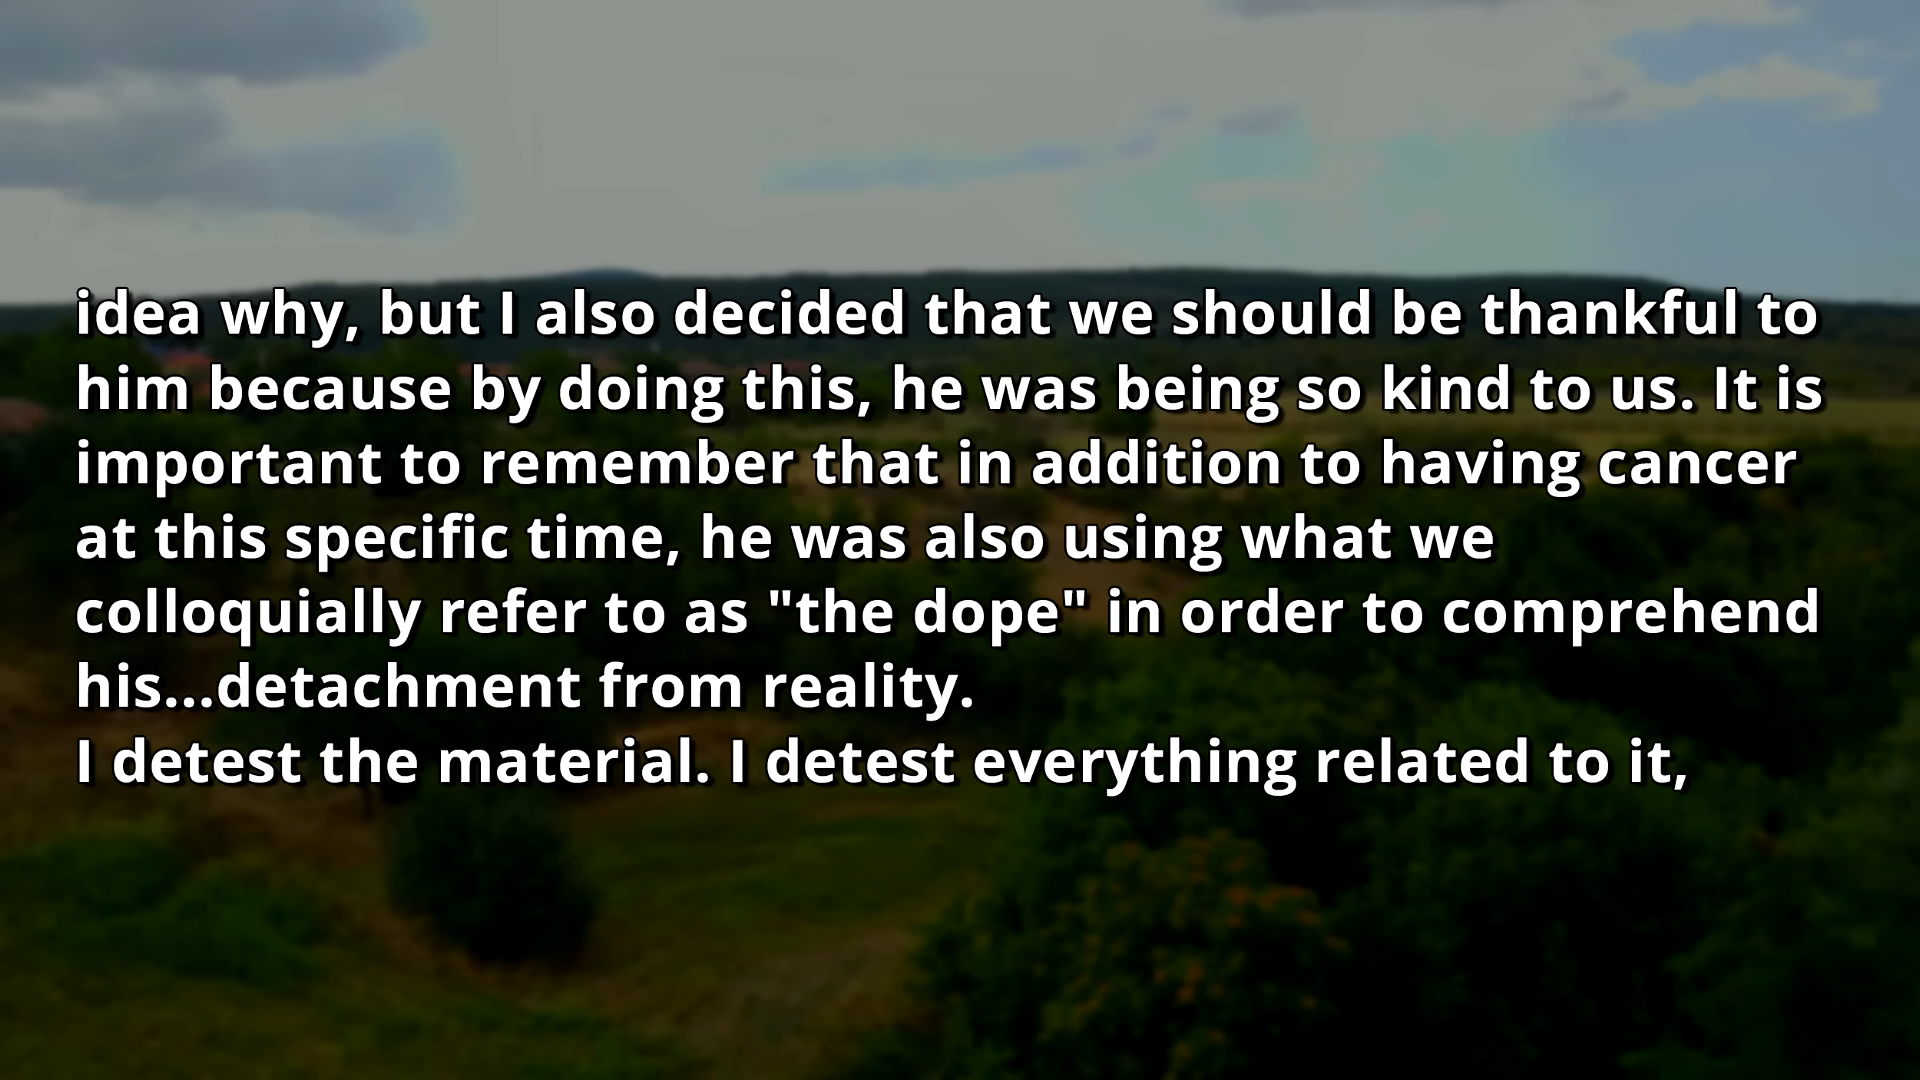 idea why, but I also decided that we should be thankful to
him because by doing this, he was being so kind to us. It is
important to remember that in addition to having cancer
at this specific time, he was also using what we
colloquially refer to as "the dope" in order to comprehend
his...detachment from reality.
I detest the material. I detest everything related to it,